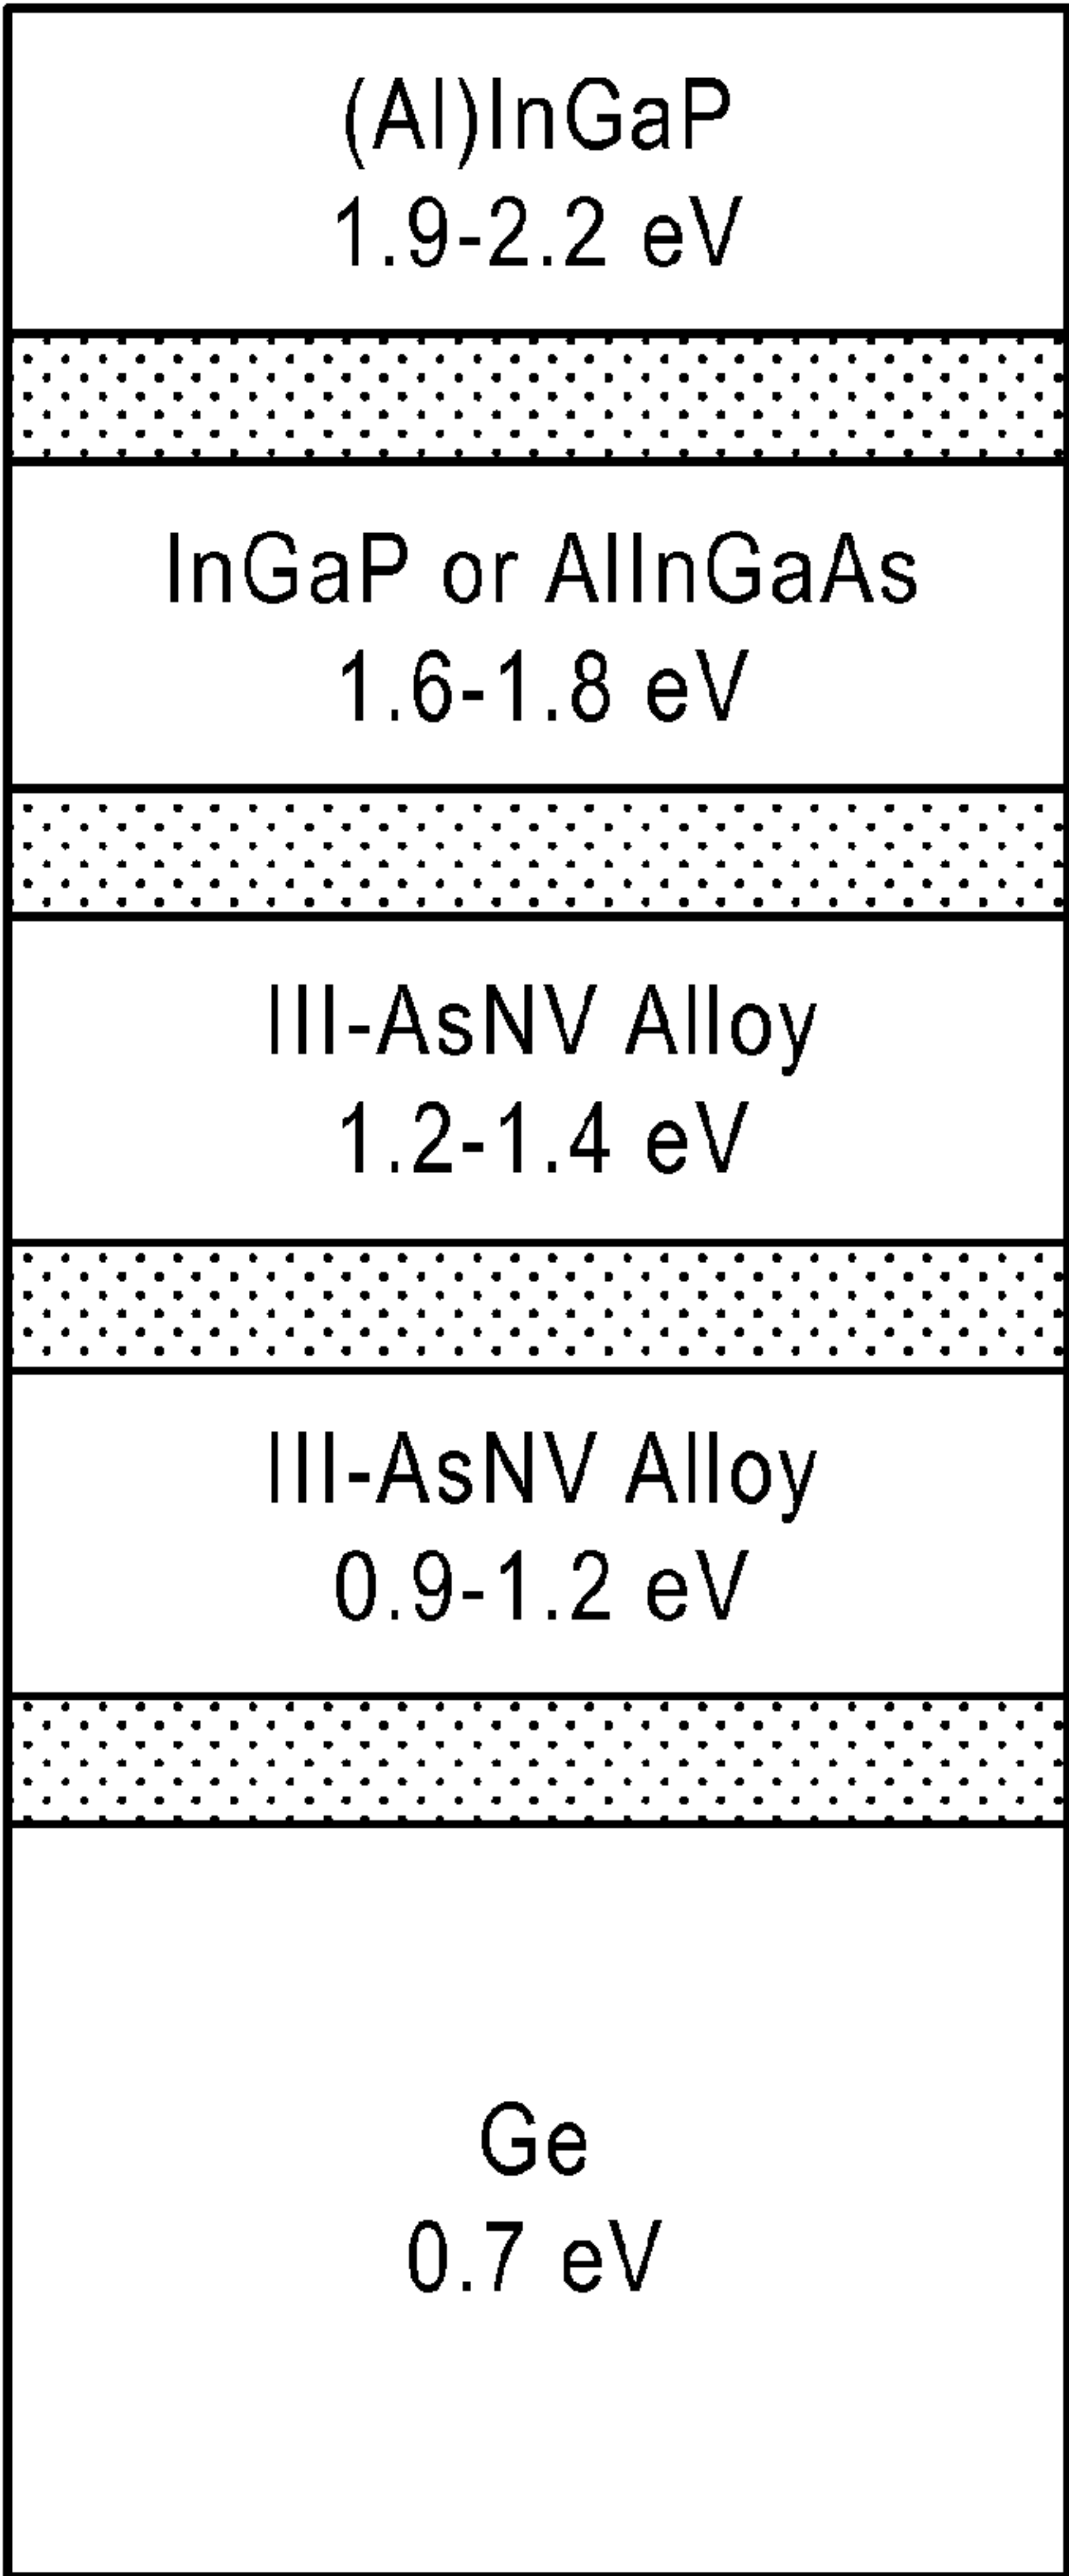 (Al)InGaP
1.9-2.2 eV
InGaP or AlInGaAs
1.6-1.8 eV
III-AsNV Alloy
1.2-1.4 eV
III-AsNV Alloy
0.9-1.2 eV
Ge
0.7 eV